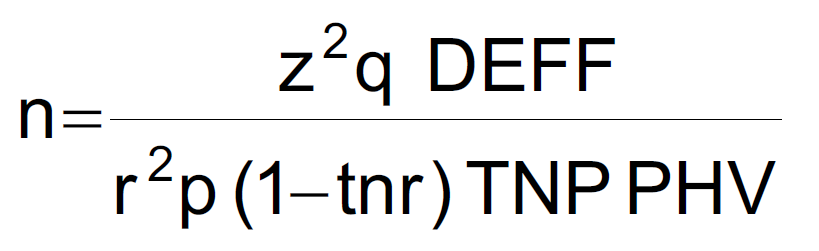 n= z²q DEFF
r²p (1–tnr) TNP PHV